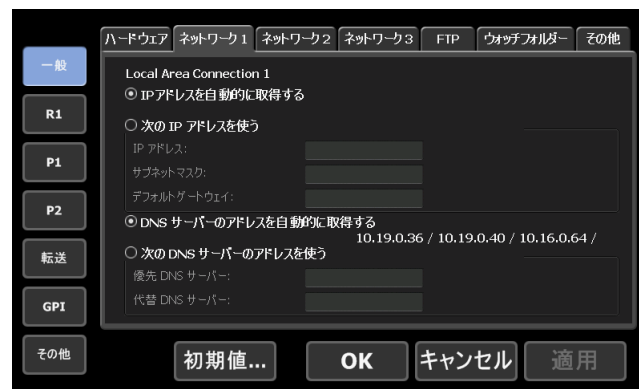 ハードウェア ネットワーク1 ネットワーク2 ネットワーク3 FTP ウォッチフォルダー その他
一般
R1
P1
P2
転送
GPI
その他
Local Area Connection 1
IPアドレスを自動的に取得する
次の IP アドレスを使う
IP アドレス:
サブネットマスク:
デフォルトゲートウェイ:
DNS サーバーのアドレスを自動的に取得する
10.19.0.36 / 10.19.0.40 / 10.16.0.64 /
次の DNS サーバーのアドレスを使う
優先 DNS サーバー:
代替 DNS サーバー:
初期値... OK キャンセル 適用